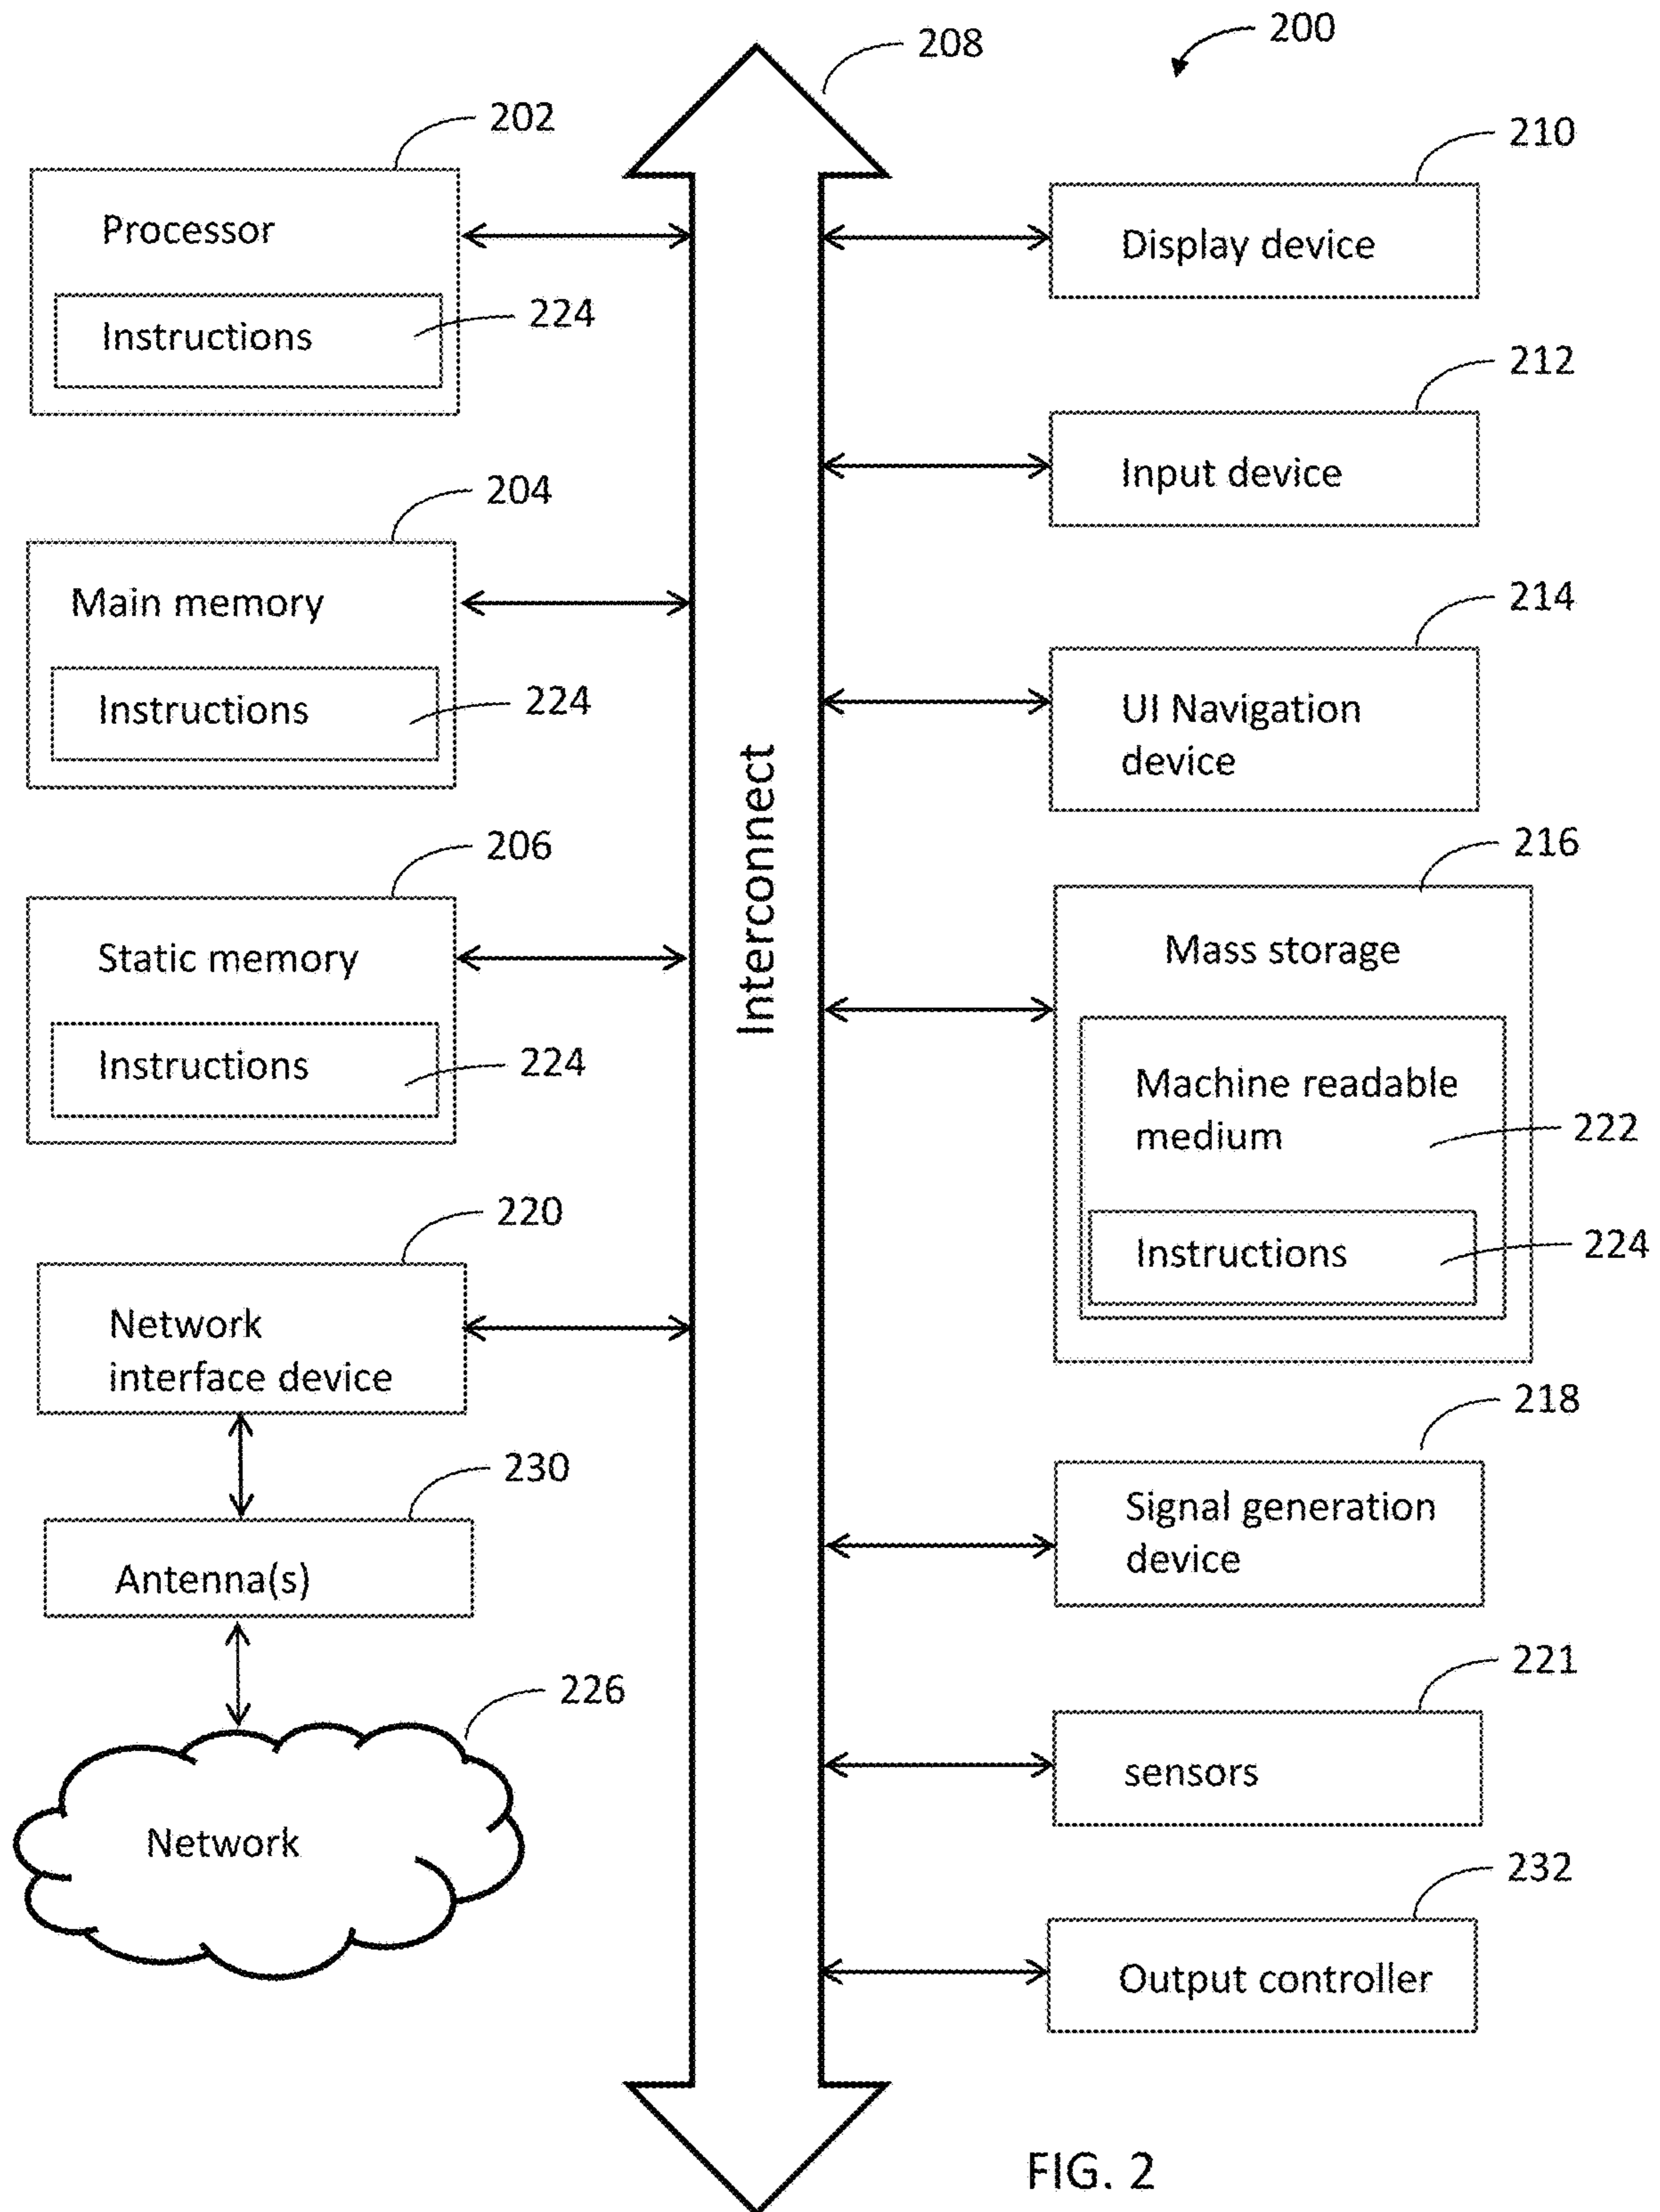 200
208
202
Processor
Instructions
224
204
Main memory
Instructions
224
206
Static memory
Instructions
224
220
Network
interface device
230
Antenna(s)
226
Network
Interconnect
210
Display device
212
Input device
214
UI Navigation
device
216
Mass storage
Machine readable
medium
222
Instructions
224
218
Signal generation
device
221
sensors
232
Output controller
FIG. 2